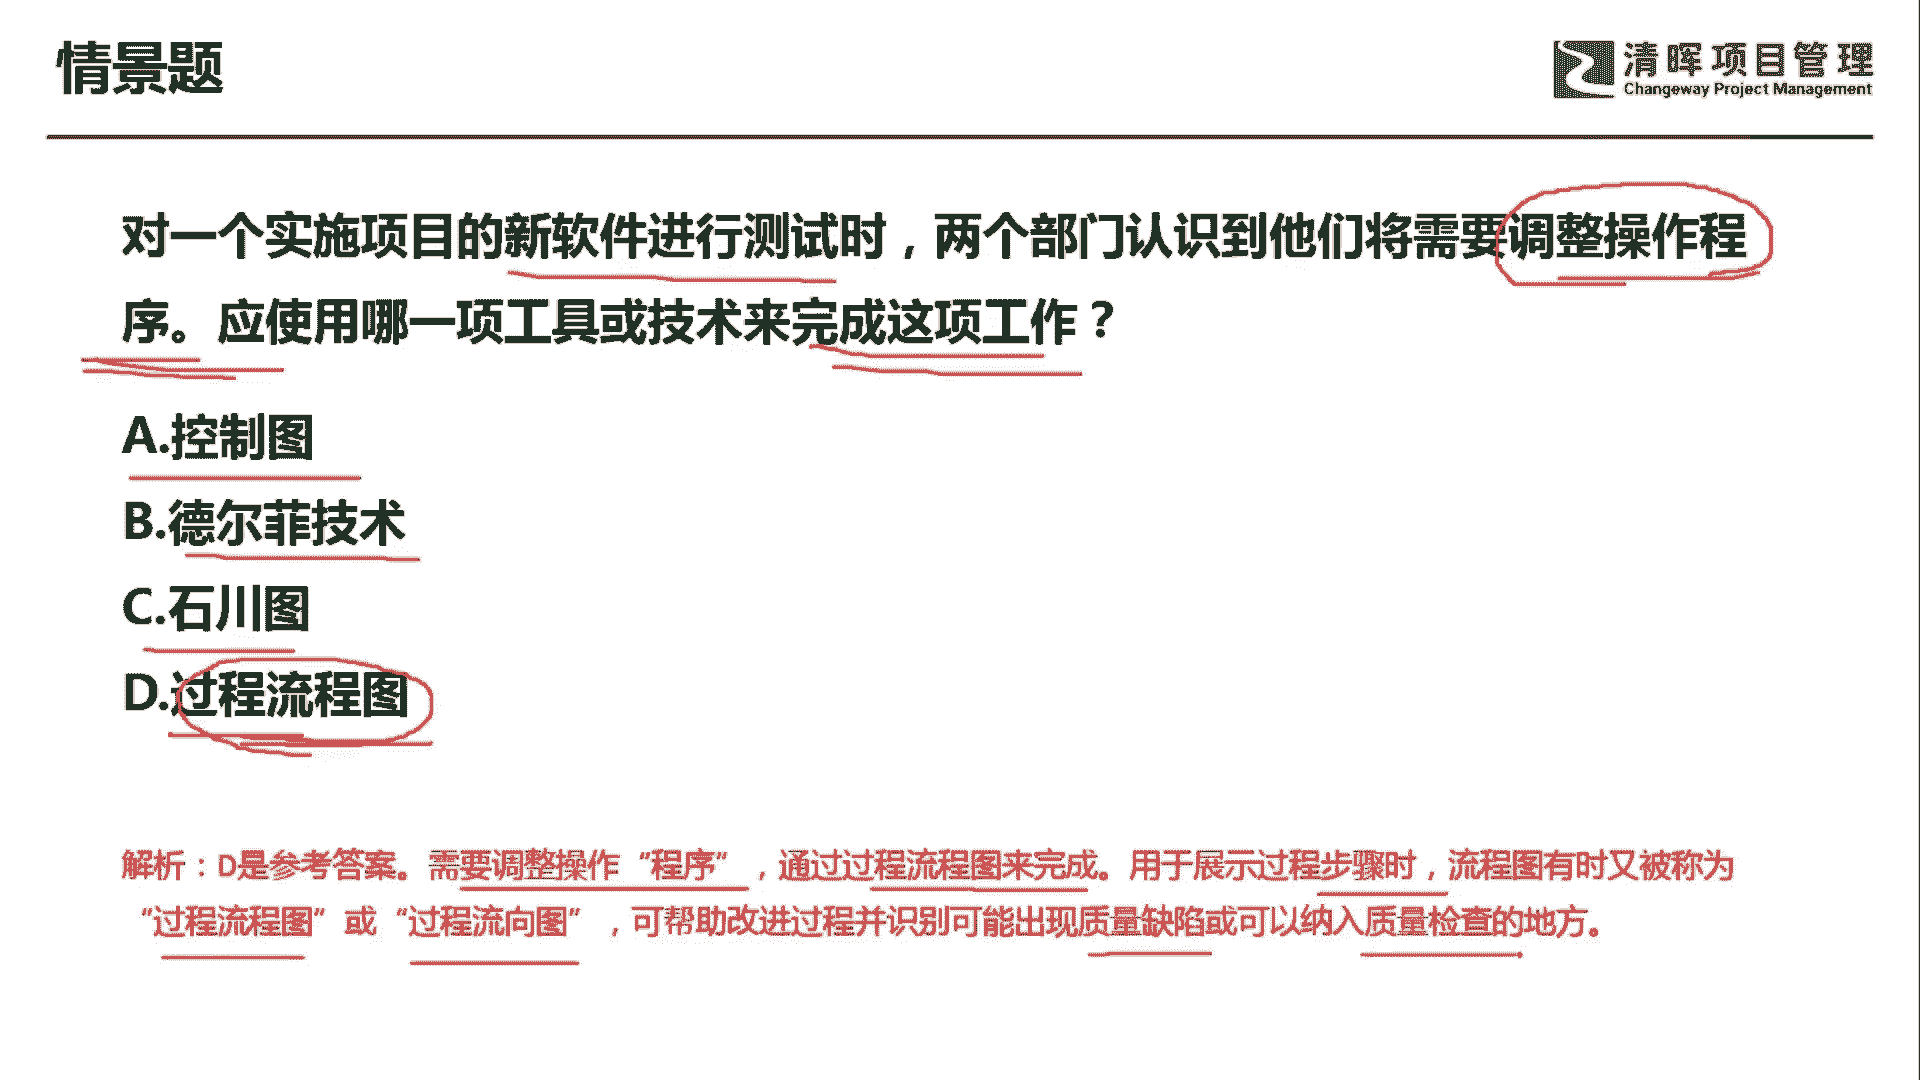 情景题
清晖项目管理
Changeway Project Management
对一个实施项目的新软件进行测试时，两个部门认识到他们将需要调整操作程
序。应使用哪一项工具或技术来完成这项工作？
A.控制图
B.德尔菲技术
C.石川图
D.过程流程图
解析：D是参考答案。需要调整操作“程序”，通过过程流程图来完成。用于展示过程步骤时，流程图有时又被称为
“过程流程图”或“过程流向图”，可帮助改进过程并识别可能出现质量缺陷或可以纳入质量检查的地方。